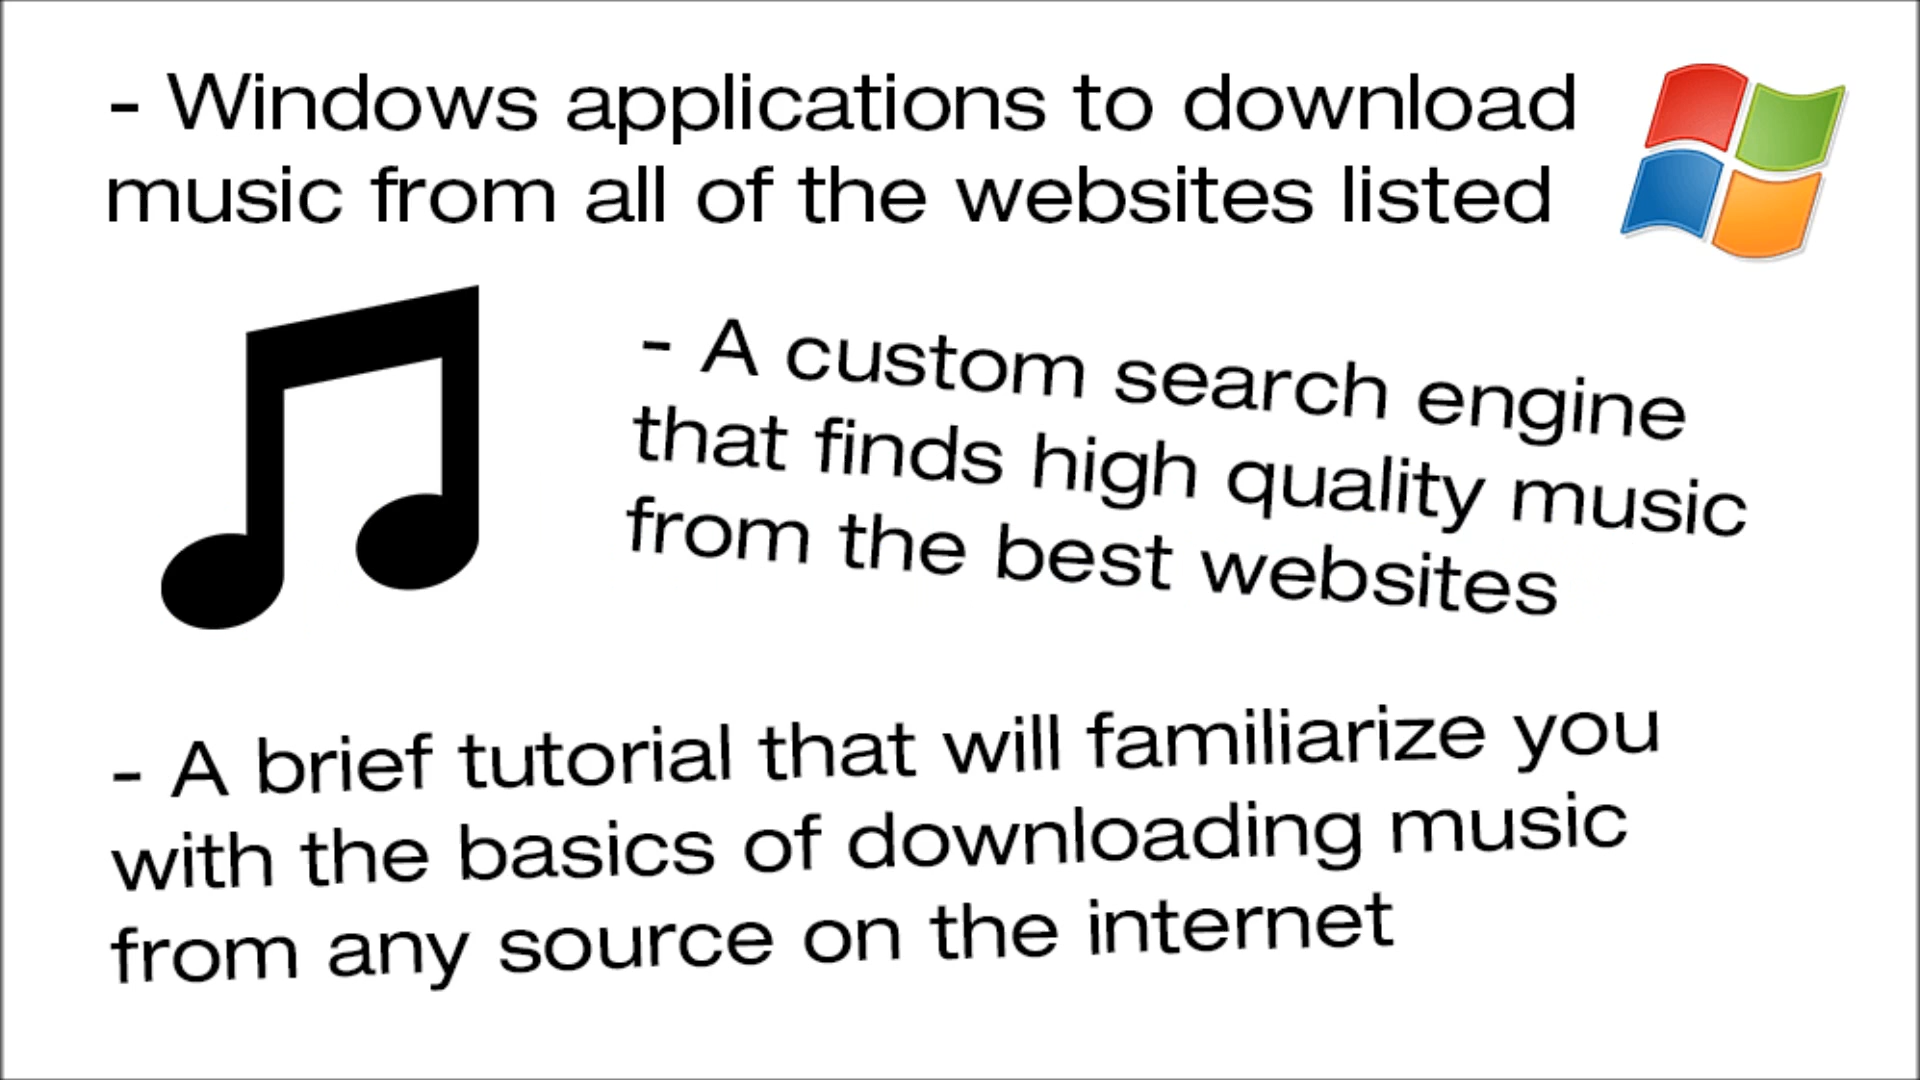 - Windows applications to download
music from all of the websites listed
- A custom search engine
that finds high quality music
from the best websites
- A brief tutorial that will familiarize you
with the basics of downloading music
from any source on the internet